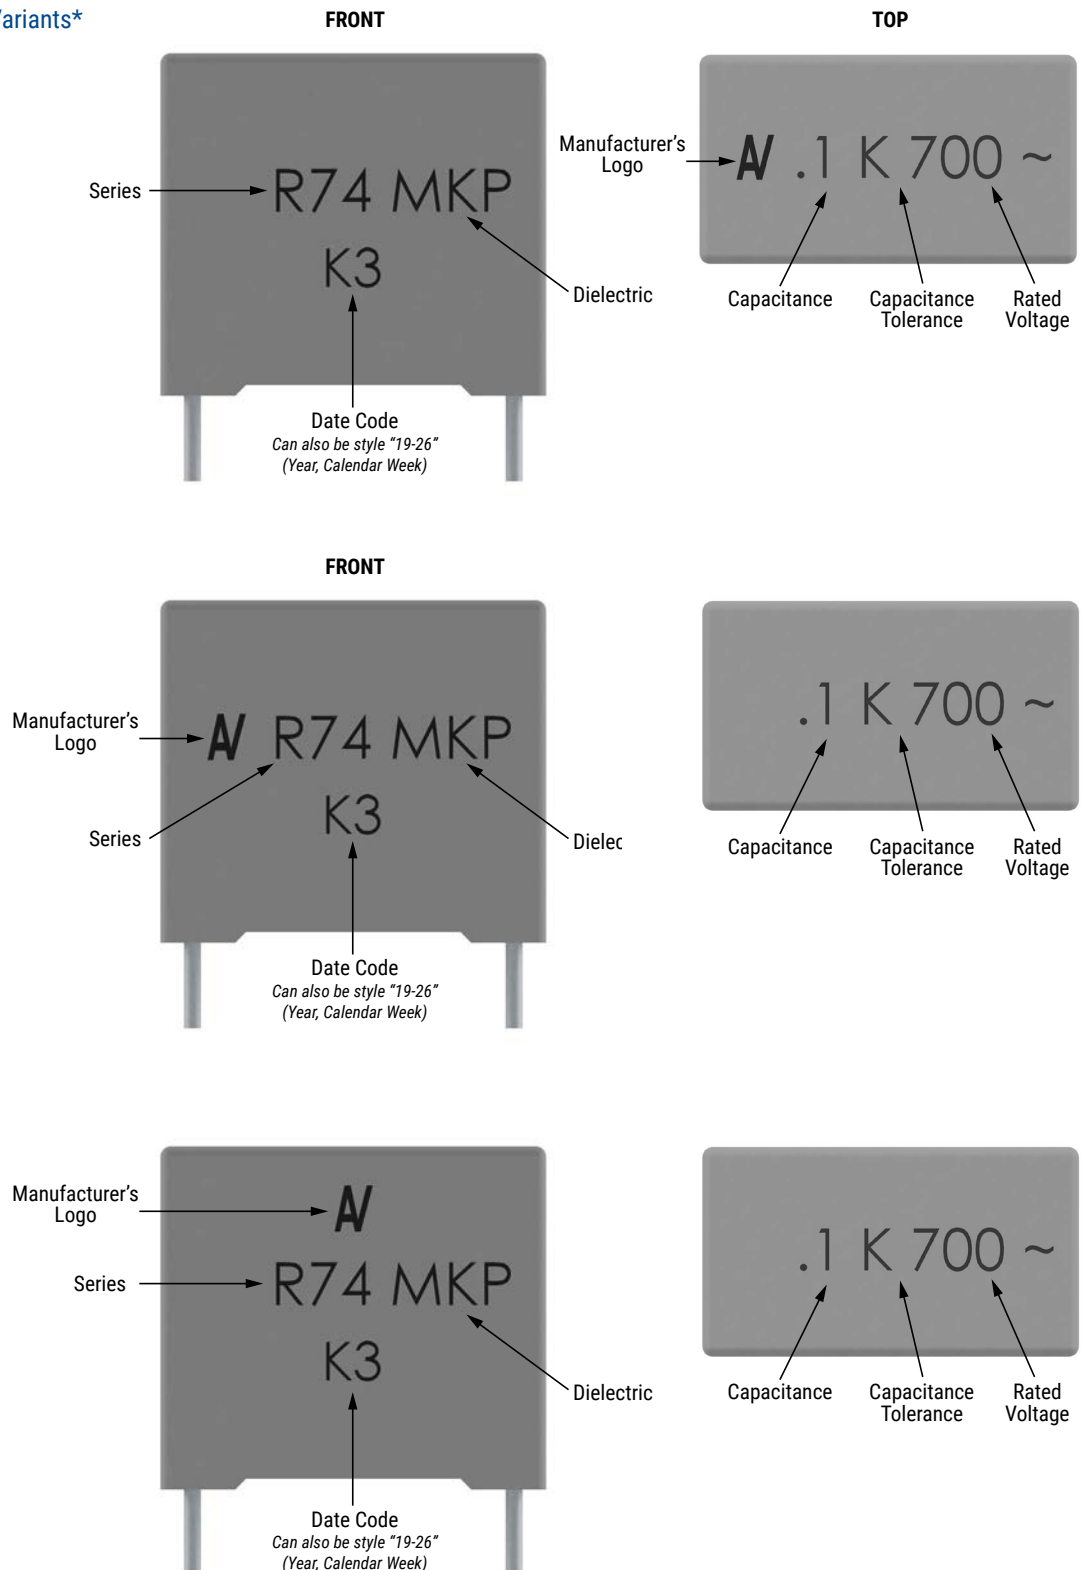 Variants*
FRONT
TOP
Manufacturer's
Logo
.1 K 700 ~
Series
R74 MKP
K3
Dielectric
Capacitance
Capacitance
Tolerance
Rated
Voltage
Date Code
Can also be style “19-26”
(Year, Calendar Week)
FRONT
Manufacturer's
Logo
R74 MKP
.1 K 700 ~
K3
Series
Dielec
Capacitance
Capacitance
Tolerance
Rated
Voltage
Date Code
Can also be style “19-26”
(Year, Calendar Week)
Manufacturer's
Logo
Series
R74 MKP
.1 K 700 ~
K3
Dielectric
Capacitance
Capacitance
Tolerance
Rated
Voltage
Date Code
Can also be style “19-26”
(Year, Calendar Week)